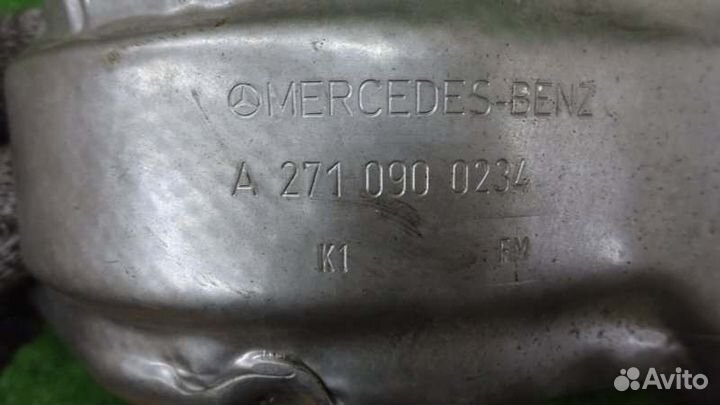 MERCEDES-BENZ
A 271 090 0234
K1 FM
Avito